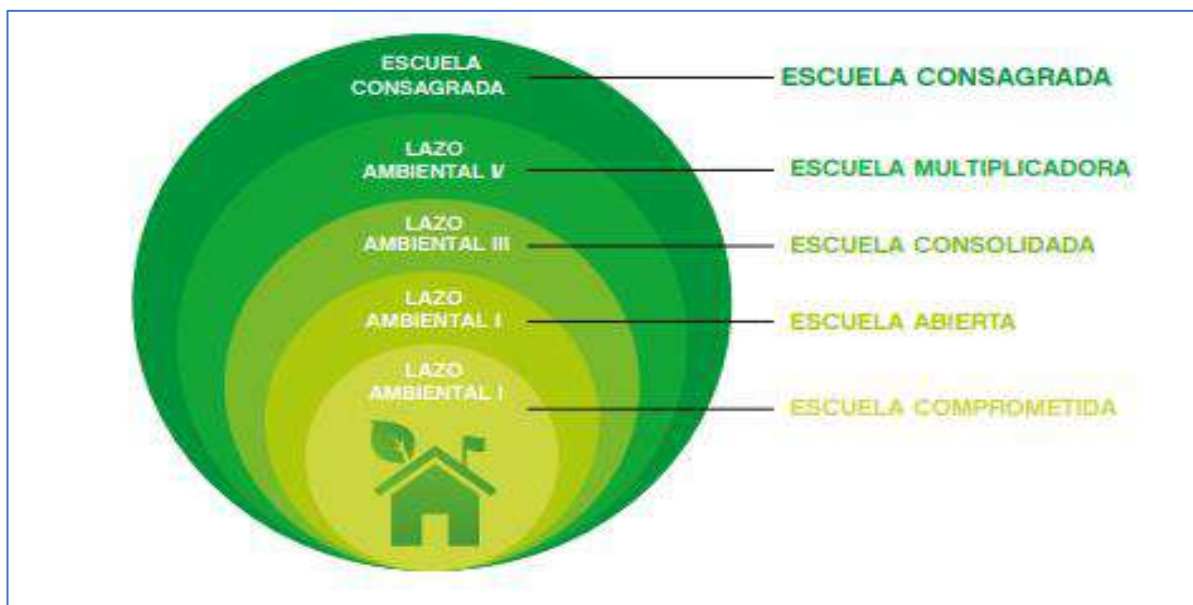 ESCUELA
CONSAGRADA
ESCUELA CONSAGRADA
LAZO
AMBIENTAL IV
ESCUELA MULTIPLICADORA
LAZO
AMBIENTAL III
ESCUELA CONSOLIDADA
LAZO
AMBIENTAL I
ESCUELA ABIERTA
LAZO
AMBIENTAL I
ESCUELA COMPROMETIDA